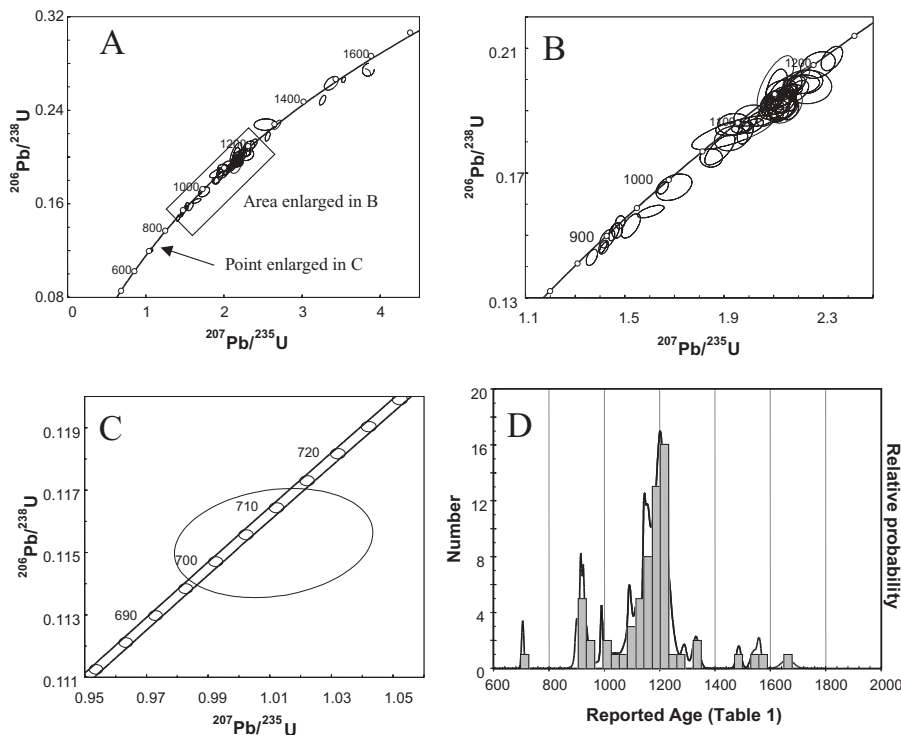 A
0.32
0.24
0.16
0.08
206Pb/238U
1600
1400
1200
1000
800
600
Area enlarged in B
Point enlarged in C
0 1 2 3 4
207Pb/235U
B
0.21
0.17
0.13
206Pb/238U
1200
1000
900
1.1 1.5 1.9 2.3
207Pb/235U
C
0.119
0.117
0.115
0.113
0.111
206Pb/238U
720
710
700
690
0.95 0.97 0.99 1.01 1.03 1.05
207Pb/235U
D
20
16
12
8
4
0
Number
Relative probability
600 800 1000 1200 1400 1600 1800 2000
Reported Age (Table 1)